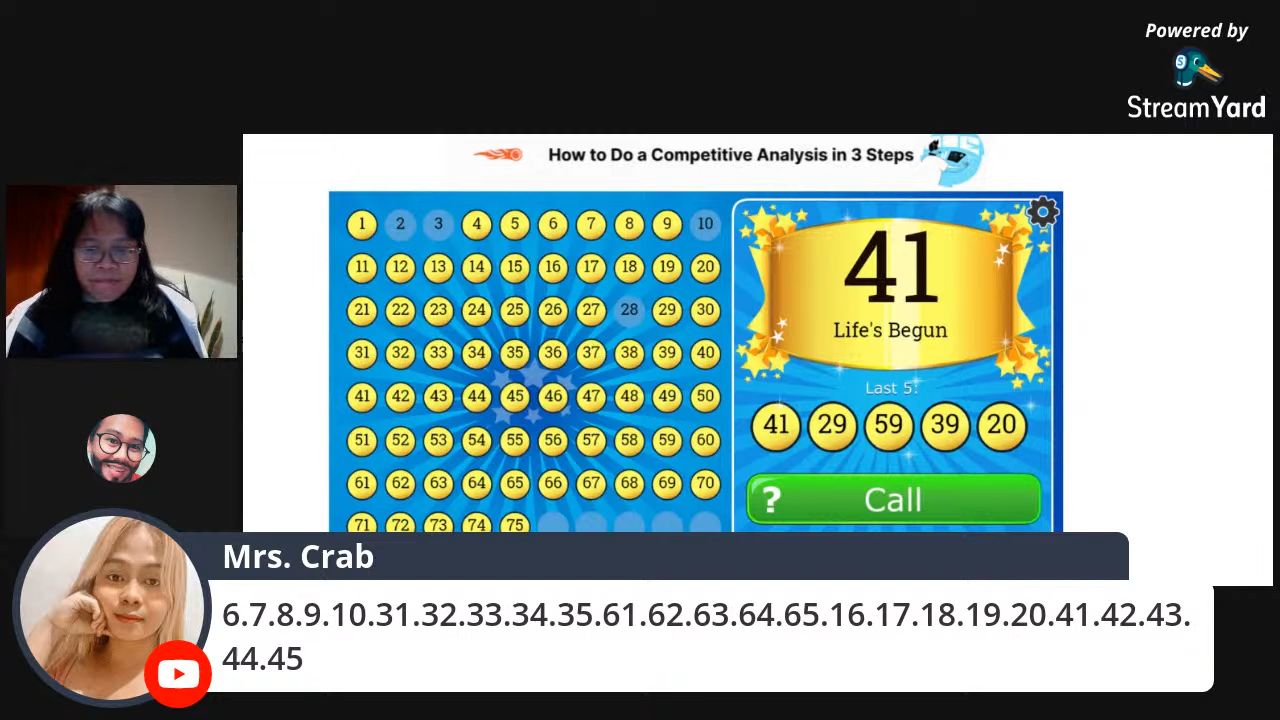 Powered by
StreamYard
How to Do a Competitive Analysis in 3 Steps
1 2 3 4 5 6 7 8 9 10
11 12 13 14 15 16 17 18 19 20
21 22 23 24 25 26 27 28 29 30
31 32 33 34 35 36 37 38 39 40
41 42 43 44 45 46 47 48 49 50
51 52 53 54 55 56 57 58 59 60
61 62 63 64 65 66 67 68 69 70
71 72 73 74 75
41
Life's Begun
Last 5:
41 29 59 39 20
? Call
Mrs. Crab
6.7.8.9.10.31.32.33.34.35.61.62.63.64.65.16.17.18.19.20.41.42.43.
44.45